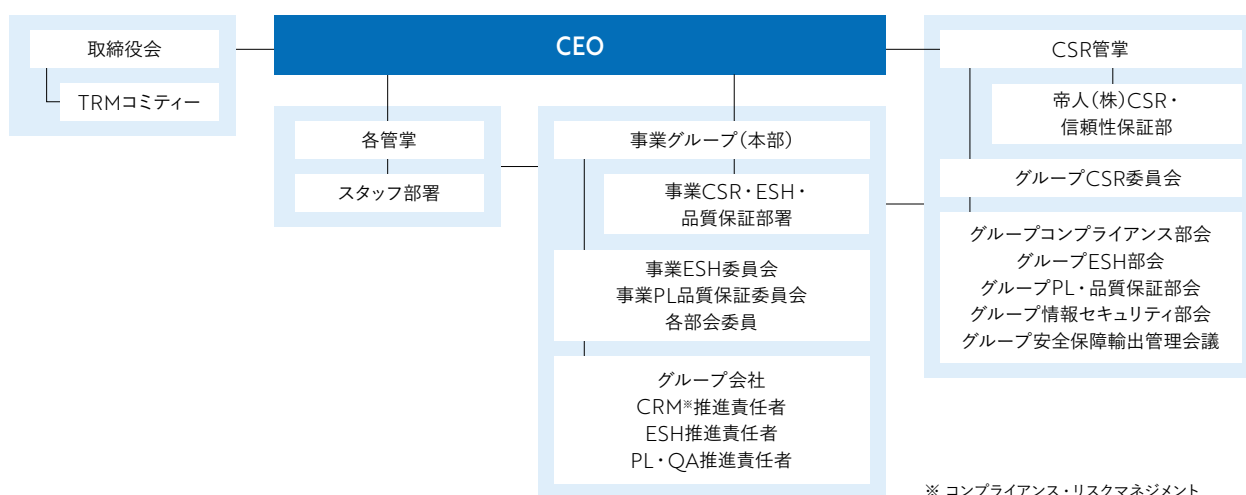 取締役会
TRMコミティー
CEO
各管掌
スタッフ部署
事業グループ(本部)
事業CSR・ESH・
品質保証部署
事業ESH委員会
事業PL品質保証委員会
各部会委員
グループ会社
CRM※推進責任者
ESH推進責任者
PL・QA推進責任者
CSR管掌
帝人(株)CSR・
信頼性保証部
グループCSR委員会
グループコンプライアンス部会
グループESH部会
グループPL・品質保証部会
グループ情報セキュリティ部会
グループ安全保障輸出管理会議
※ コンプライアンス・リスクマネジメント